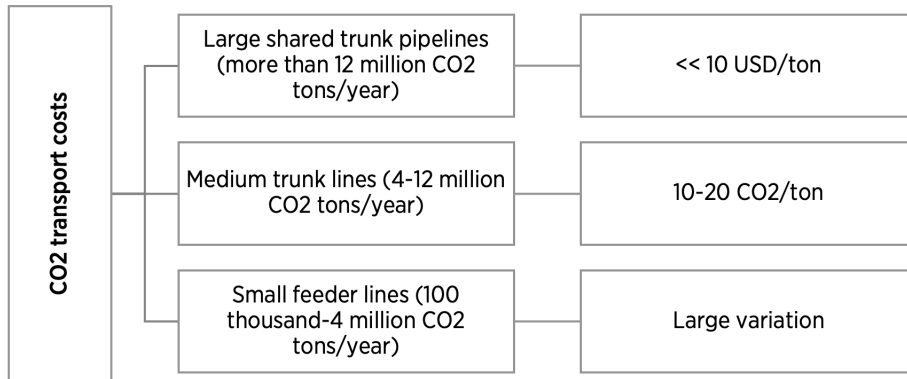 CO2 transport costs
Large shared trunk pipelines
(more than 12 million CO2
tons/year)
<< 10 USD/ton
Medium trunk lines (4-12 million
CO2 tons/year)
10-20 CO2/ton
Small feeder lines (100
thousand-4 million CO2
tons/year)
Large variation